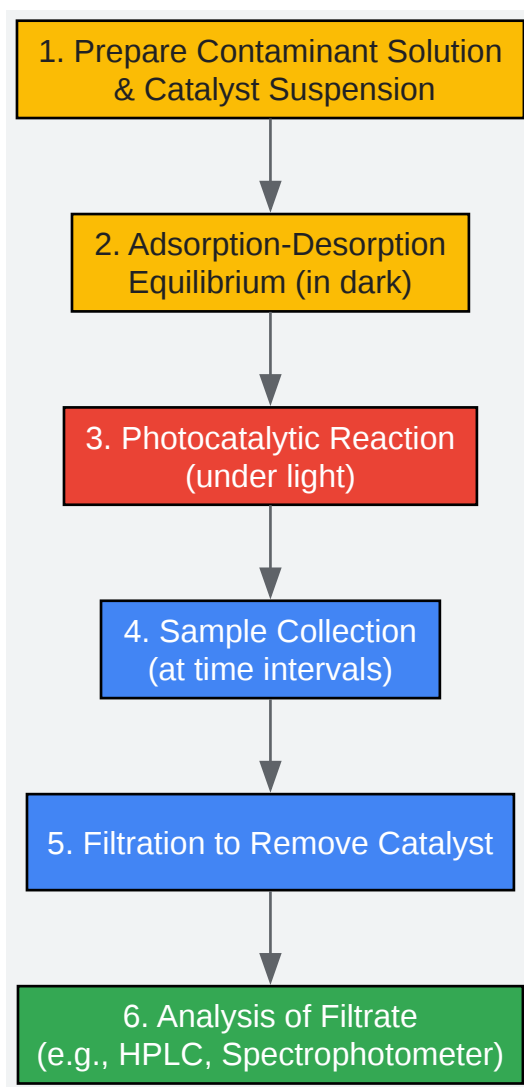 1. Prepare Contaminant Solution
& Catalyst Suspension
2. Adsorption-Desorption
Equilibrium (in dark)
3. Photocatalytic Reaction
(under light)
4. Sample Collection
(at time intervals)
5. Filtration to Remove Catalyst
6. Analysis of Filtrate
(e.g., HPLC, Spectrophotometer)